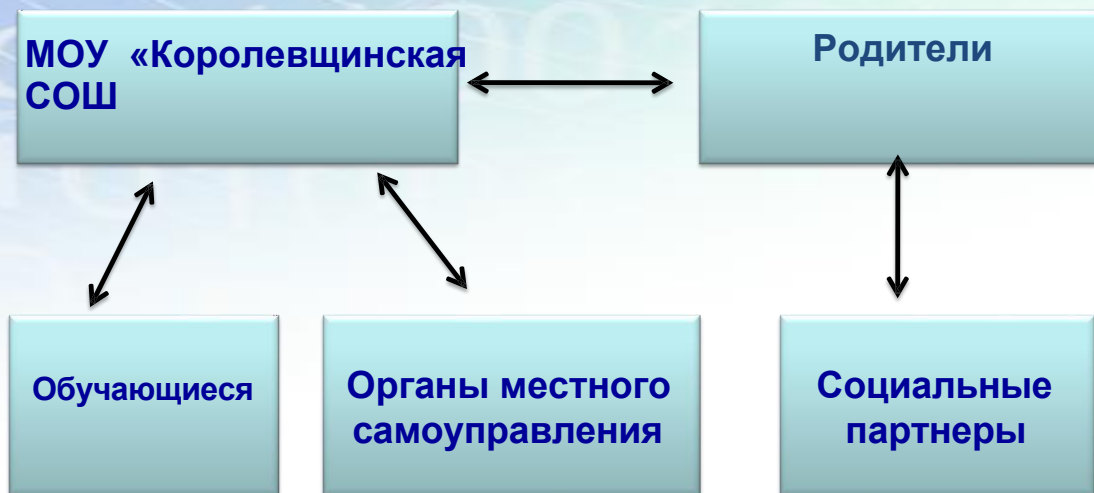 МОУ «Королевщинская
СОШ
Родители
Обучающиеся
Органы местного
самоуправления
Социальные
партнеры